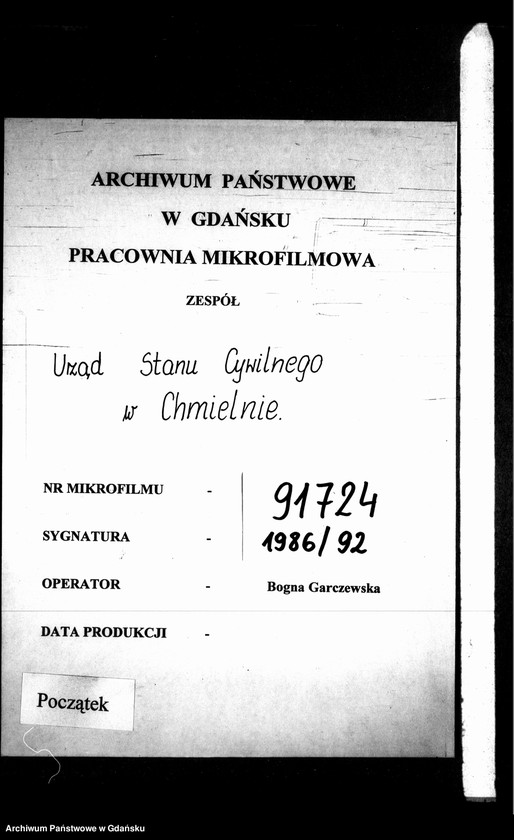 ARCHIWUM PAŃSTWOWE
W GDAŃSKU
PRACOWNIA MIKROFILMOWA
ZESPÓŁ
Urząd Stanu Cywilnego
w Chmielnie.
NR MIKROFILMU - 91724
SYGNATURA - 1986/92
OPERATOR - Bogna Garczewska
DATA PRODUKCJI -
Początek
Archiwum Państwowe w Gdańsku